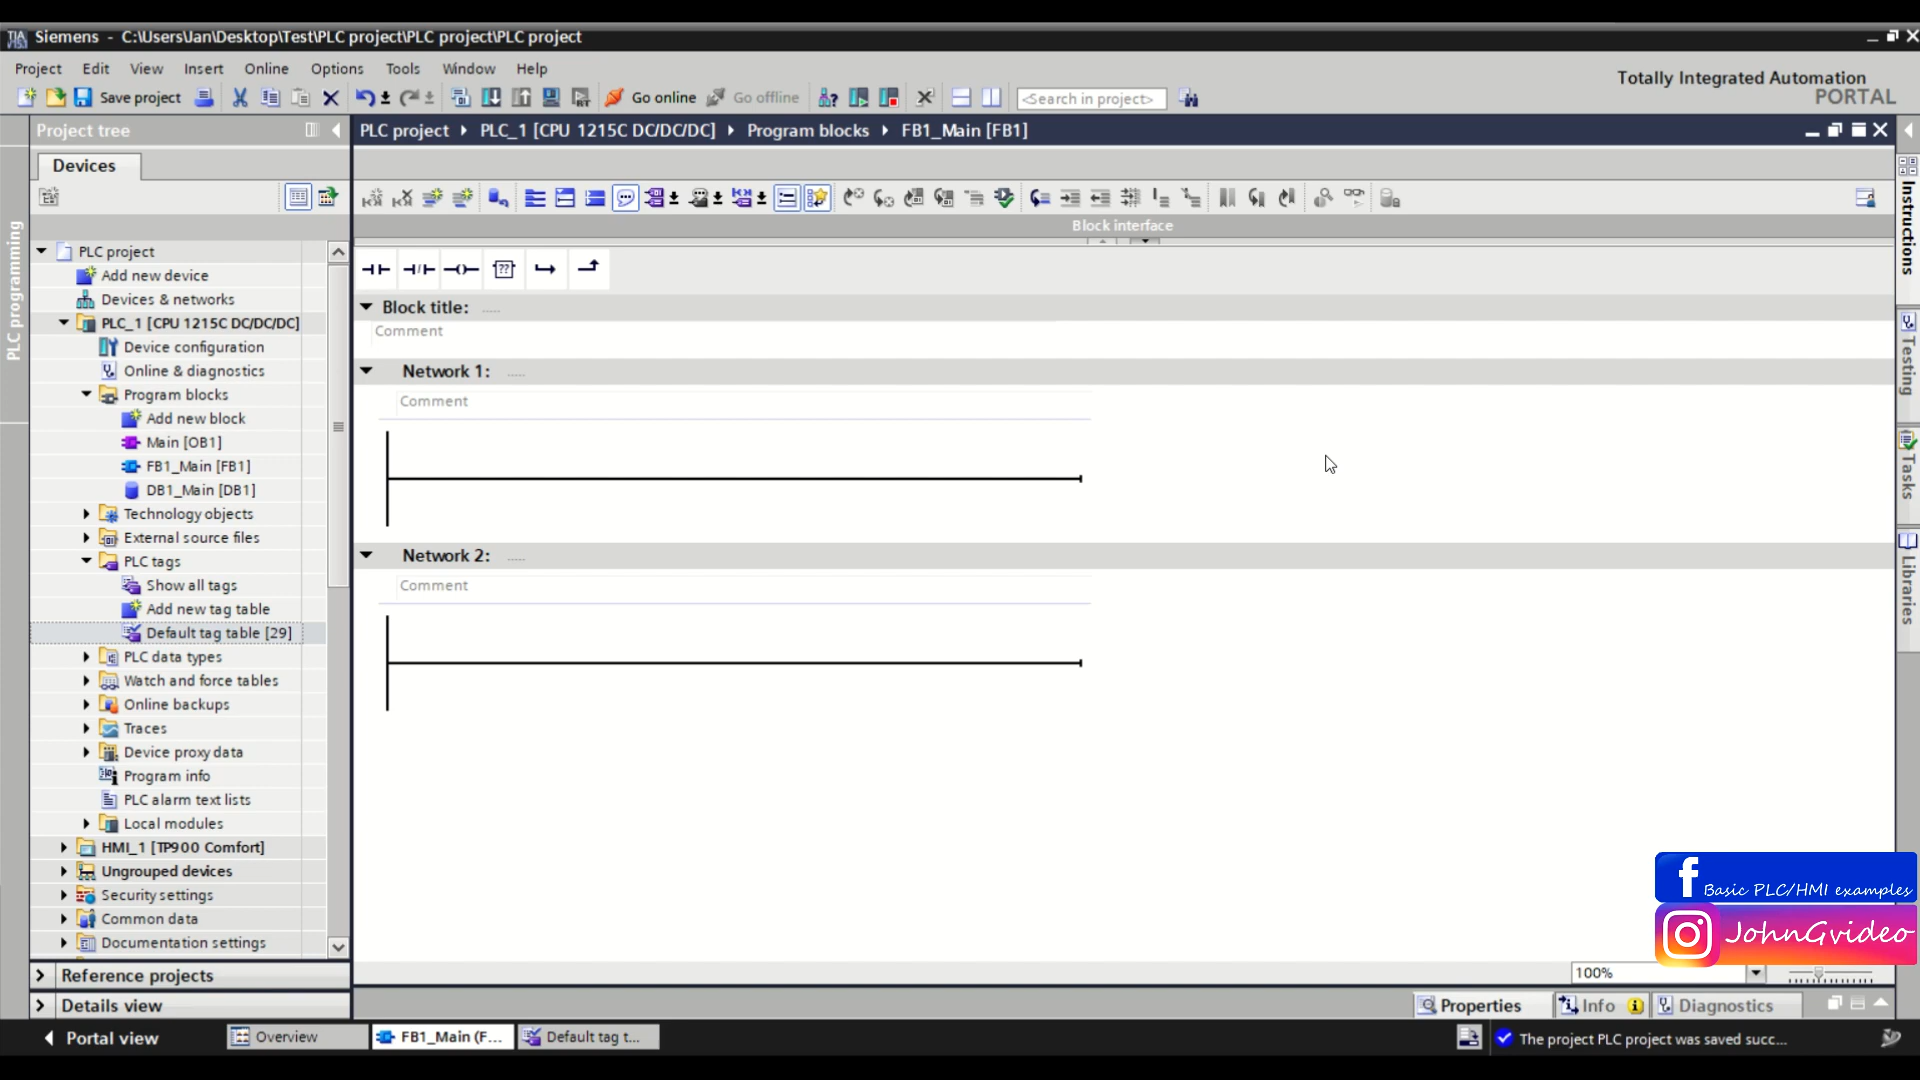 Siemens - C:\Users\Jan\Desktop\Test\PLC project\PLC project\PLC project
Project Edit View Insert Online Options Tools Window Help
Totally Integrated Automation
PORTAL
Save project
Go online
Go offline
<Search in project>
Project tree
PLC project ▸ PLC_1 [CPU 1215C DC/DC/DC] ▸ Program blocks ▸ FB1_Main [FB1]
Devices
PLC programming
Block interface
PLC project
Add new device
Devices & networks
PLC_1 [CPU 1215C DC/DC/DC]
Device configuration
Online & diagnostics
Program blocks
Add new block
Main [OB1]
FB1_Main [FB1]
DB1_Main [DB1]
Technology objects
External source files
PLC tags
Show all tags
Add new tag table
Default tag table [29]
PLC data types
Watch and force tables
Online backups
Traces
Device proxy data
Program info
PLC alarm text lists
Local modules
HMI_1 [TP900 Comfort]
Ungrouped devices
Security settings
Common data
Documentation settings
Reference projects
Details view
??
Block title: .....
Comment
Network 1: .....
Comment
Network 2: .....
Comment
Instructions
Testing
Tasks
Libraries
f Basic PLC/HMI examples
JohnGvideo
100%
Properties
Info
Diagnostics
Portal view
Overview
FB1_Main (F...
Default tag t...
The project PLC project was saved succ...